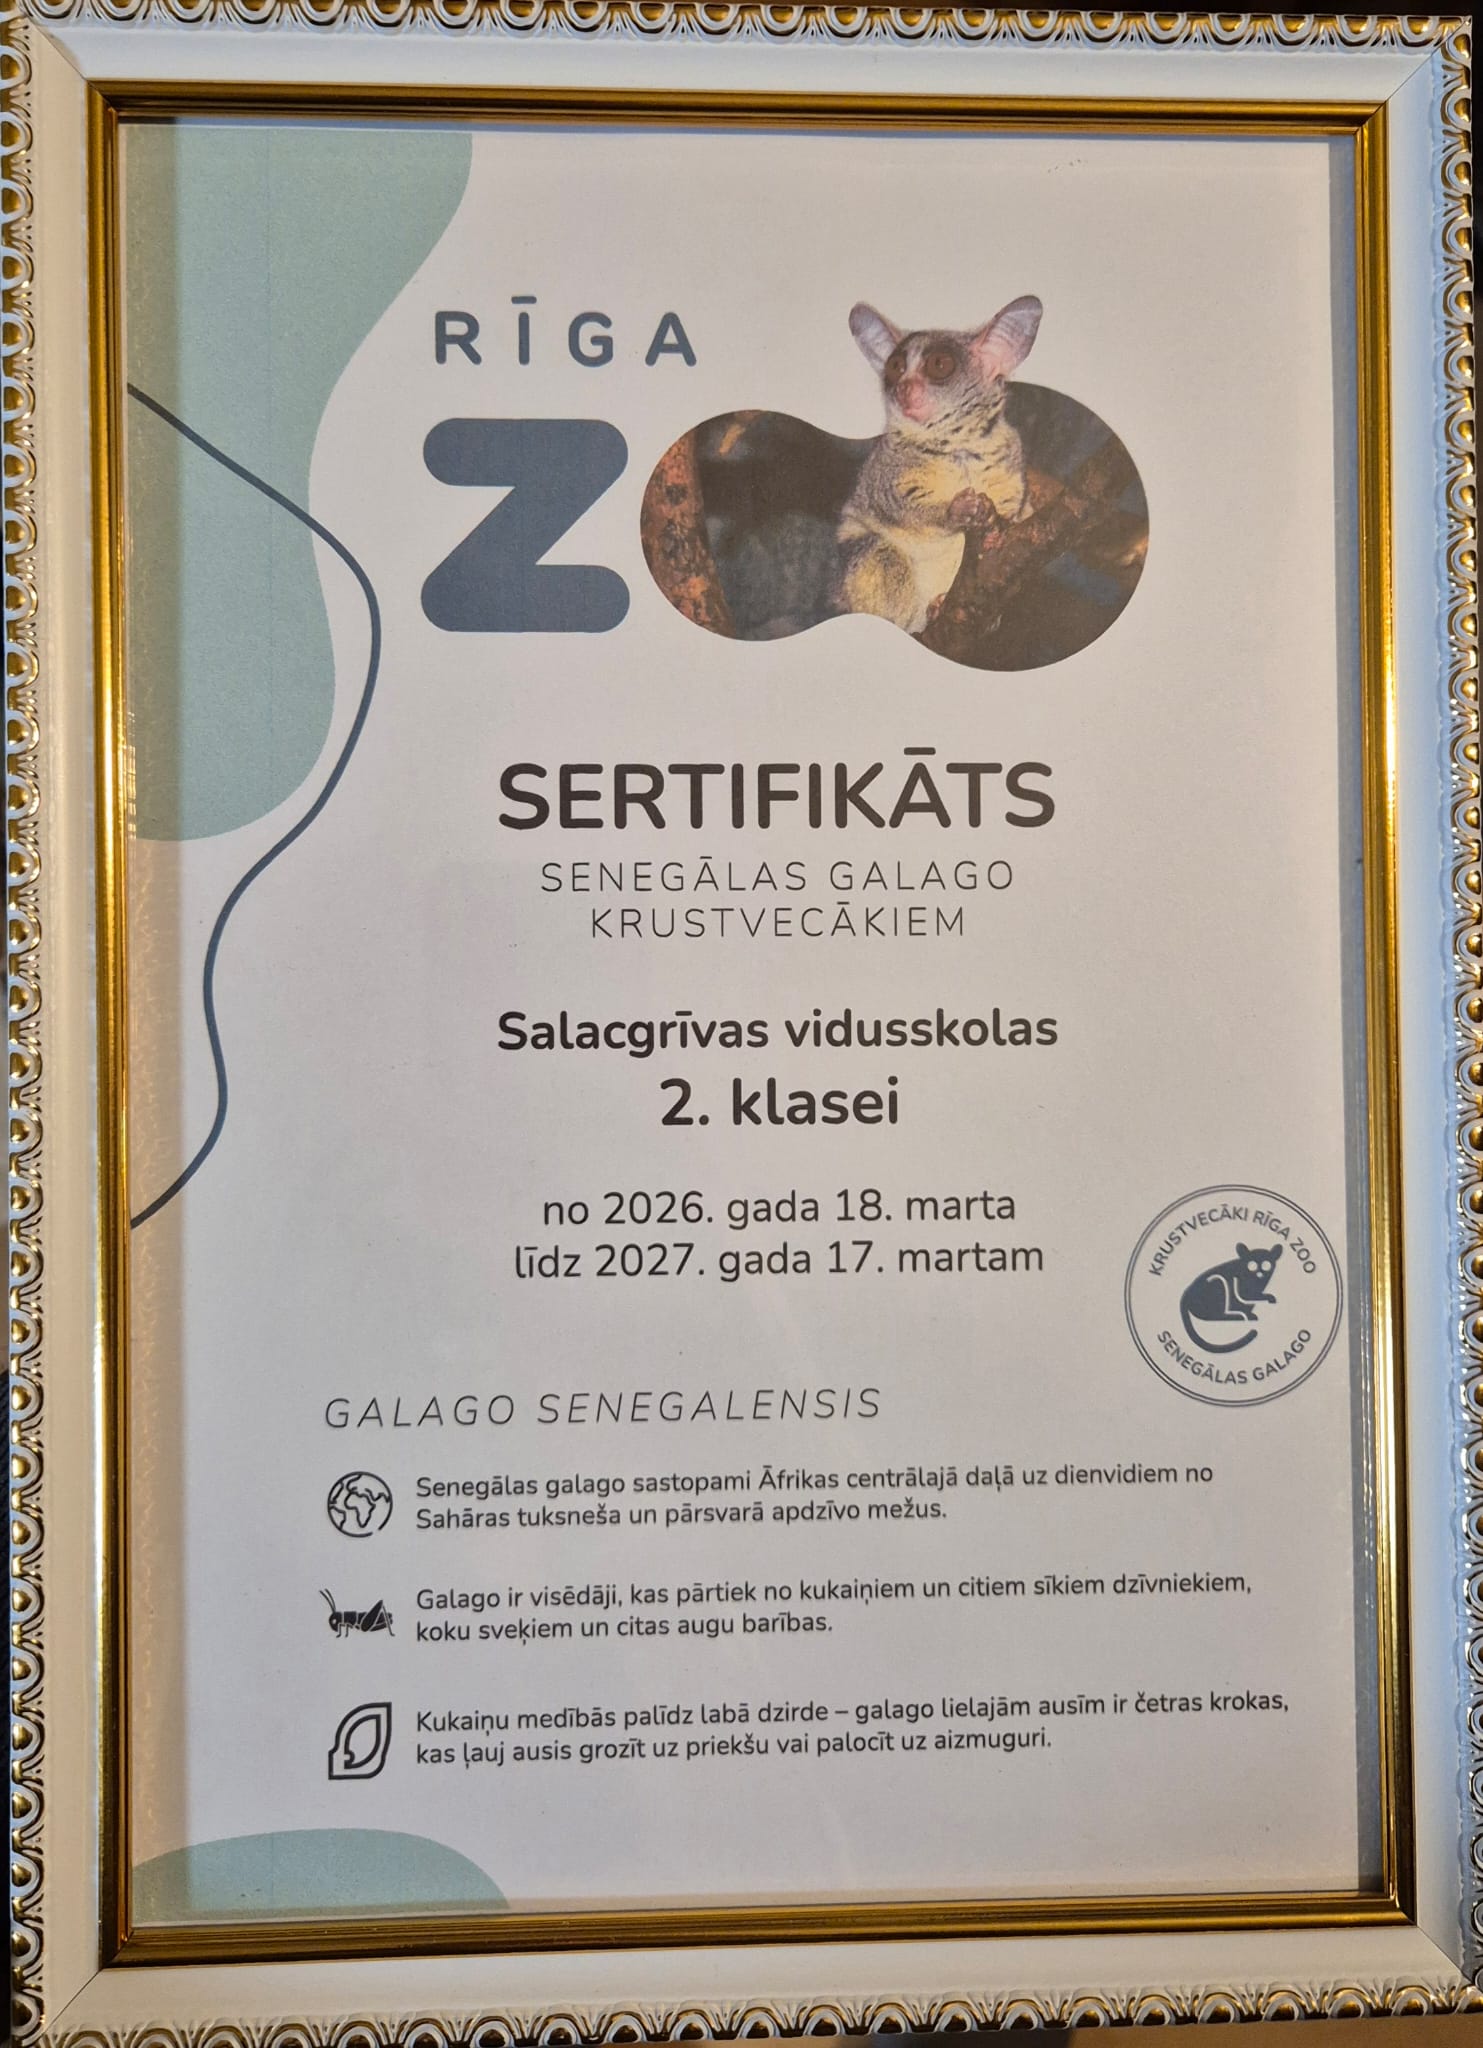 RĪGA
ZOO
SERTIFIKĀTS
SENEGĀLAS GALAGO
KRUSTVECĀKIEM
Salacgrīvas vidusskolas
2. klasei
no 2026. gada 18. marta
līdz 2027. gada 17. martam
KRUSTVECĀKI RĪGA ZOO
SENEGĀLAS GALAGO
GALAGO SENEGALENSIS
Senegālas galago sastopami Āfrikas centrālajā daļā uz dienvidiem no
Sahāras tuksneša un pārsvarā apdzīvo mežus.
Galago ir visēdāji, kas pārtiek no kukaiņiem un citiem sīkiem dzīvniekiem,
koku sveķiem un citas augu barības.
Kukaiņu medībās palīdz labā dzirde – galago lielajām ausīm ir četras krokas,
kas ļauj ausis grozīt uz priekšu vai palocīt uz aizmuguri.